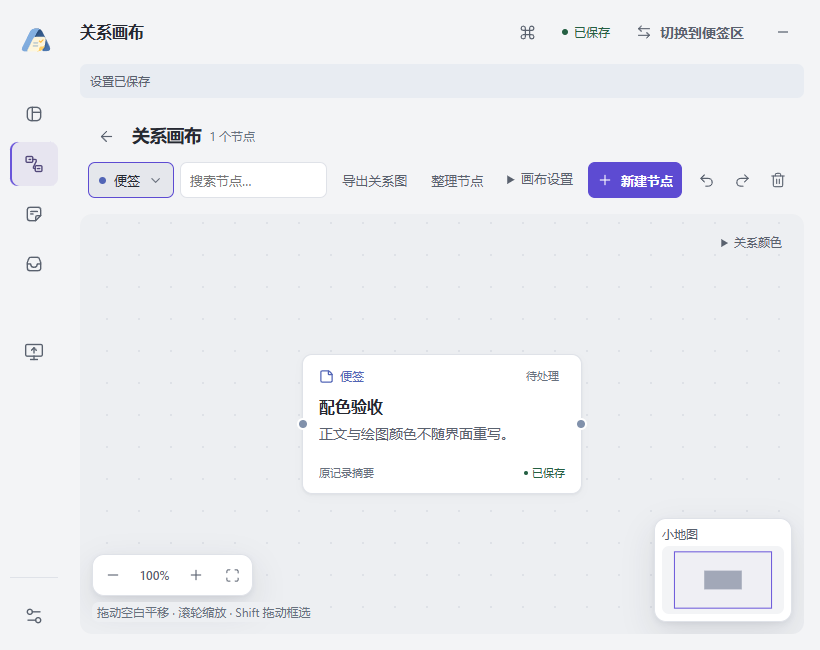 关系画布
⌘ 已保存 切换到便签区
设置已保存
关系画布 1 个节点
便签 搜索节点... 导出关系图 整理节点 画布设置 新建节点
关系颜色
便签 待处理
配色验收
正文与绘图颜色不随界面重写。
原记录摘要 已保存
小地图
100%
拖动空白平移 · 滚轮缩放 · Shift 拖动框选